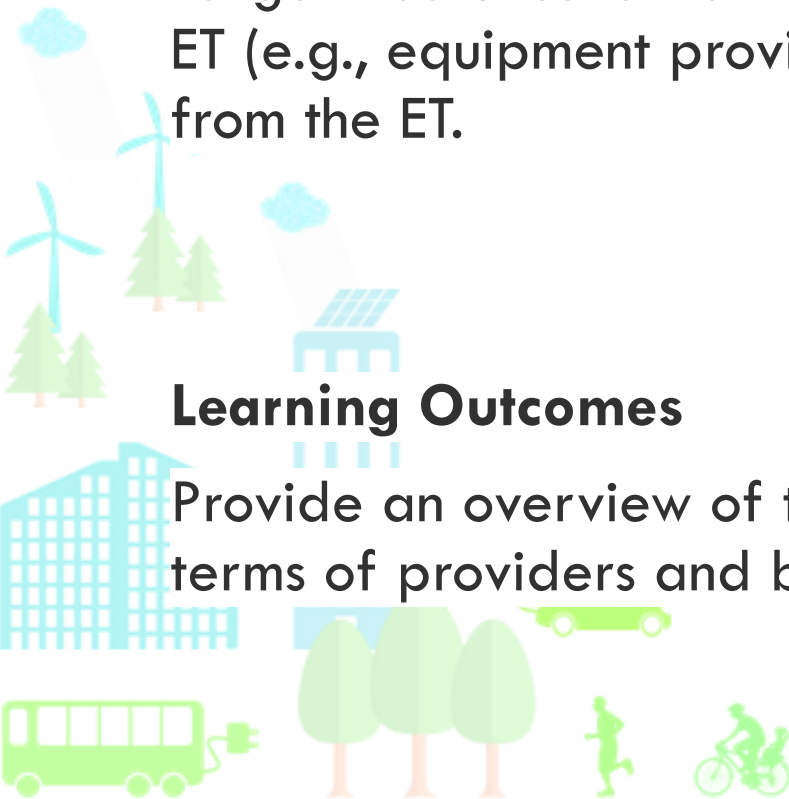 ET (e.g., equipment provi
from the ET.
Learning Outcomes
Provide an overview of t
terms of providers and b